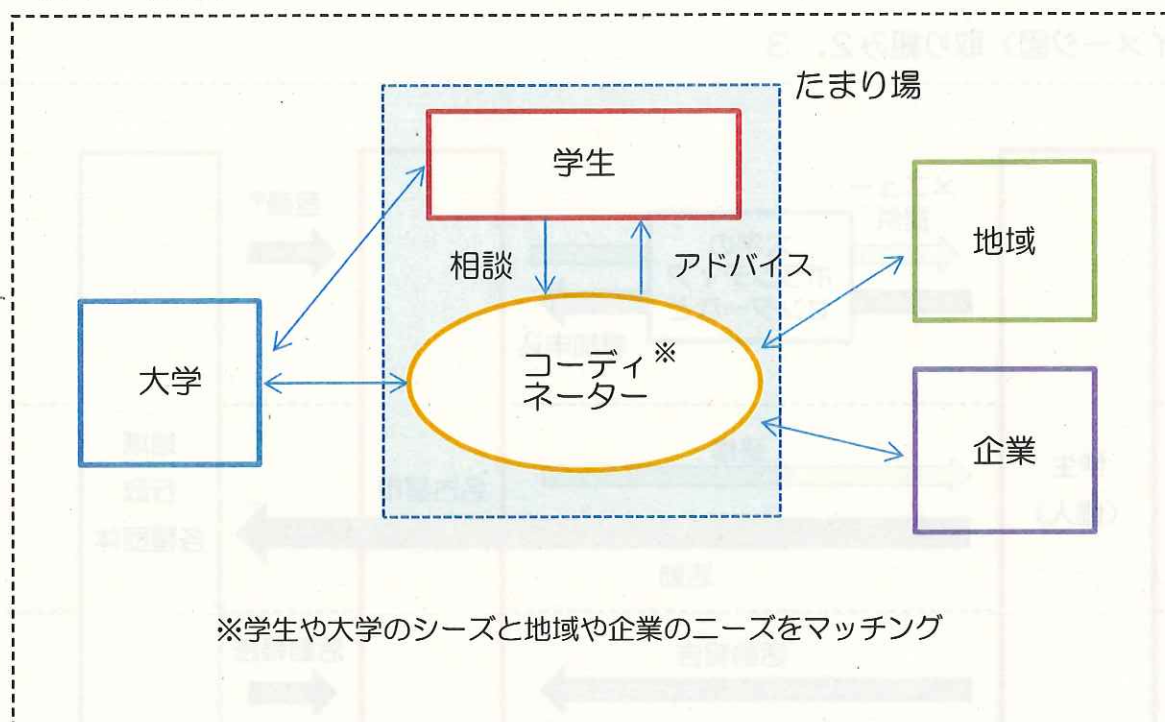 たまり場
学生
相談
アドバイス
地域
大学
コーディ※
ネーター
企業
※学生や大学のシーズと地域や企業のニーズをマッチング